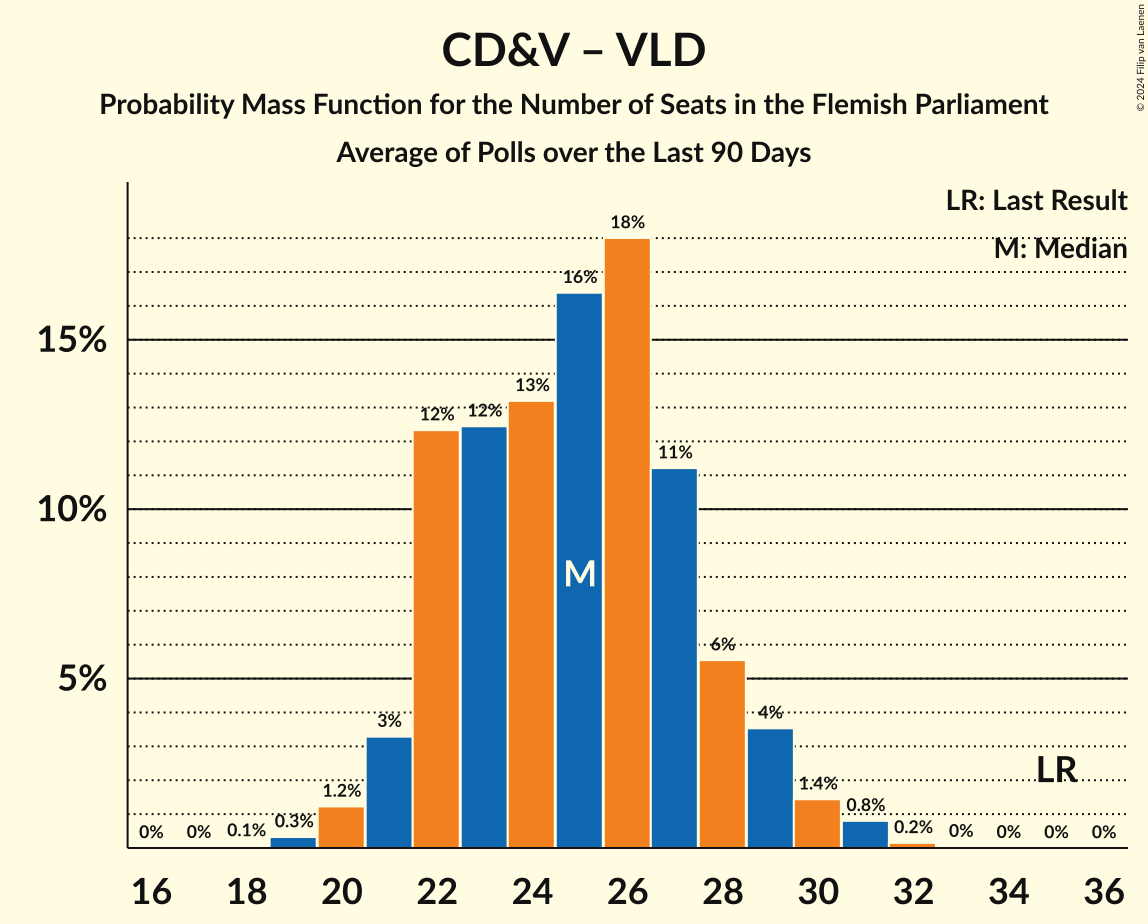 CD&V – VLD
Probability Mass Function for the Number of Seats in the Flemish Parliament
Average of Polls over the Last 90 Days
© 2024 Filip van Laenen
LR: Last Result
M: Median
15%
10%
5%
0%
0%
0.1%
0.3%
1.2%
3%
12%
12%
13%
16%
18%
11%
6%
4%
1.4%
0.8%
0.2%
0%
0%
0%
0%
M
LR
16 18 20 22 24 26 28 30 32 34 36